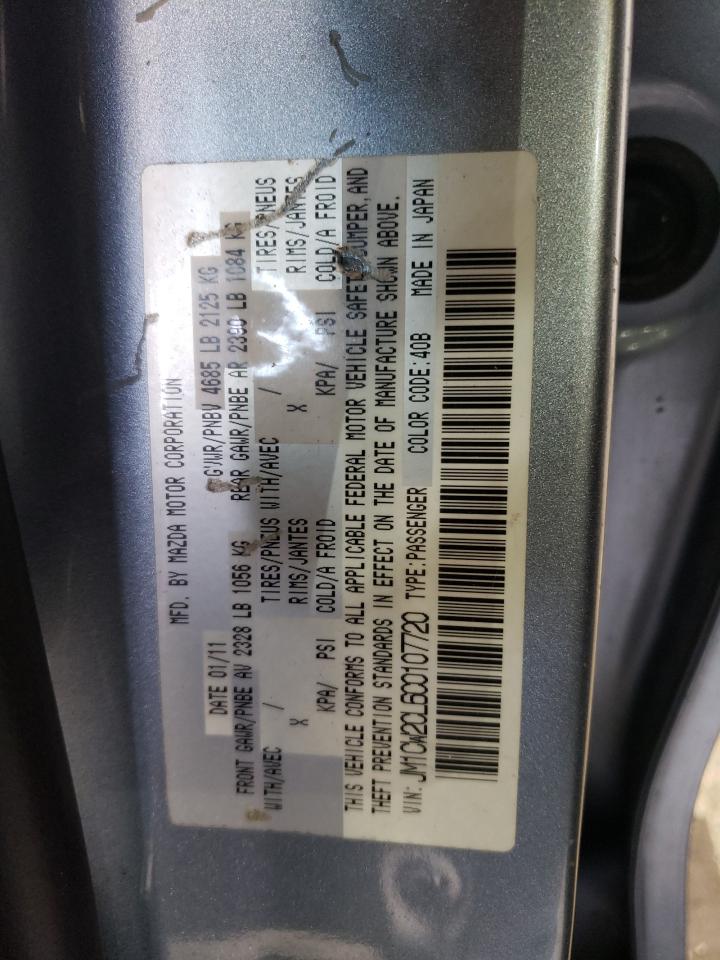 MFD. BY MAZDA MOTOR CORPORATION
DATE 01/11 GVWR/PNBV 4685 LB 2125 KG
FRONT GAWR/PNBE AV 2328 LB 1056 KG REAR GAWR/PNBE AR 2390 LB 1084 KG
WITH/AVEC / TIRES/PNEUS WITH/AVEC / TIRES/PNEUS
X RIMS/JANTES X RIMS/JANTES
KPA/ PSI COLD/A FROID KPA/ PSI COLD/A FROID
THIS VEHICLE CONFORMS TO ALL APPLICABLE FEDERAL MOTOR VEHICLE SAFETY, BUMPER, AND
THEFT PREVENTION STANDARDS IN EFFECT ON THE DATE OF MANUFACTURE SHOWN ABOVE.
VIN: JM1CW2CL6C0107720 TYPE:PASSENGER COLOR CODE:40B MADE IN JAPAN